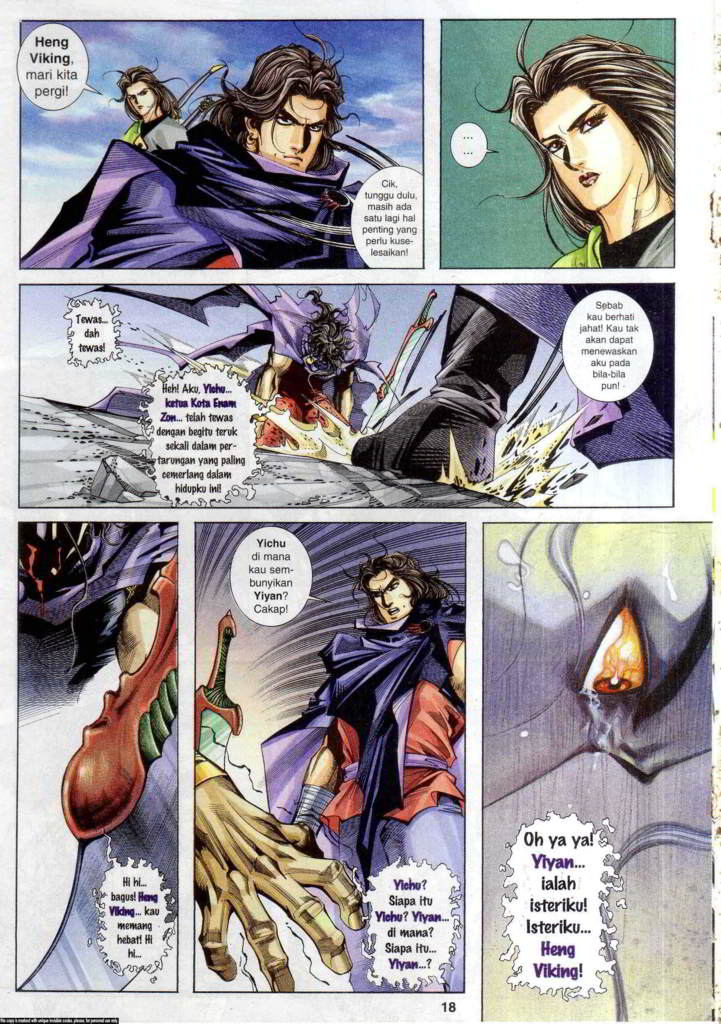 Heng
Viking,
mari kita
pergi!
Cik,
tunggu dulu,
masih ada
satu lagi hal
penting yang
perlu kuse-
lesaikan!
...
...
Tewas...
dah
tewas!
Heh! Aku, Yichu...
ketua Kota Enam
Zon... telah tewas
dengan begitu teruk
sekali dalam per-
tarungan yang paling
cemerlang dalam
hidupku ini!
Sebab
kau berhati
jahat! Kau tak
akan dapat
menewaskan
aku pada
bila-bila
pun!
Hi hi...
bagus! Heng
Viking... kau
memang
hebat! Hi
hi...
Yichu
di mana
kau sem-
bunyikan
Yiyan?
Cakap!
Yichu?
Siapa itu
Yichu? Yiyan...
di mana?
Siapa itu...
Yiyan...?
Oh ya ya!
Yiyan...
ialah
isteriku!
Isteriku...
Heng
Viking!
18